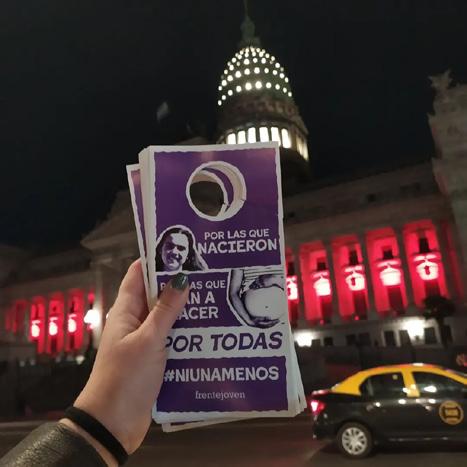 POR LAS QUE
NACIERON
LAS QUE
A
POR TODAS
#NIUNAMENOS
frentejoven